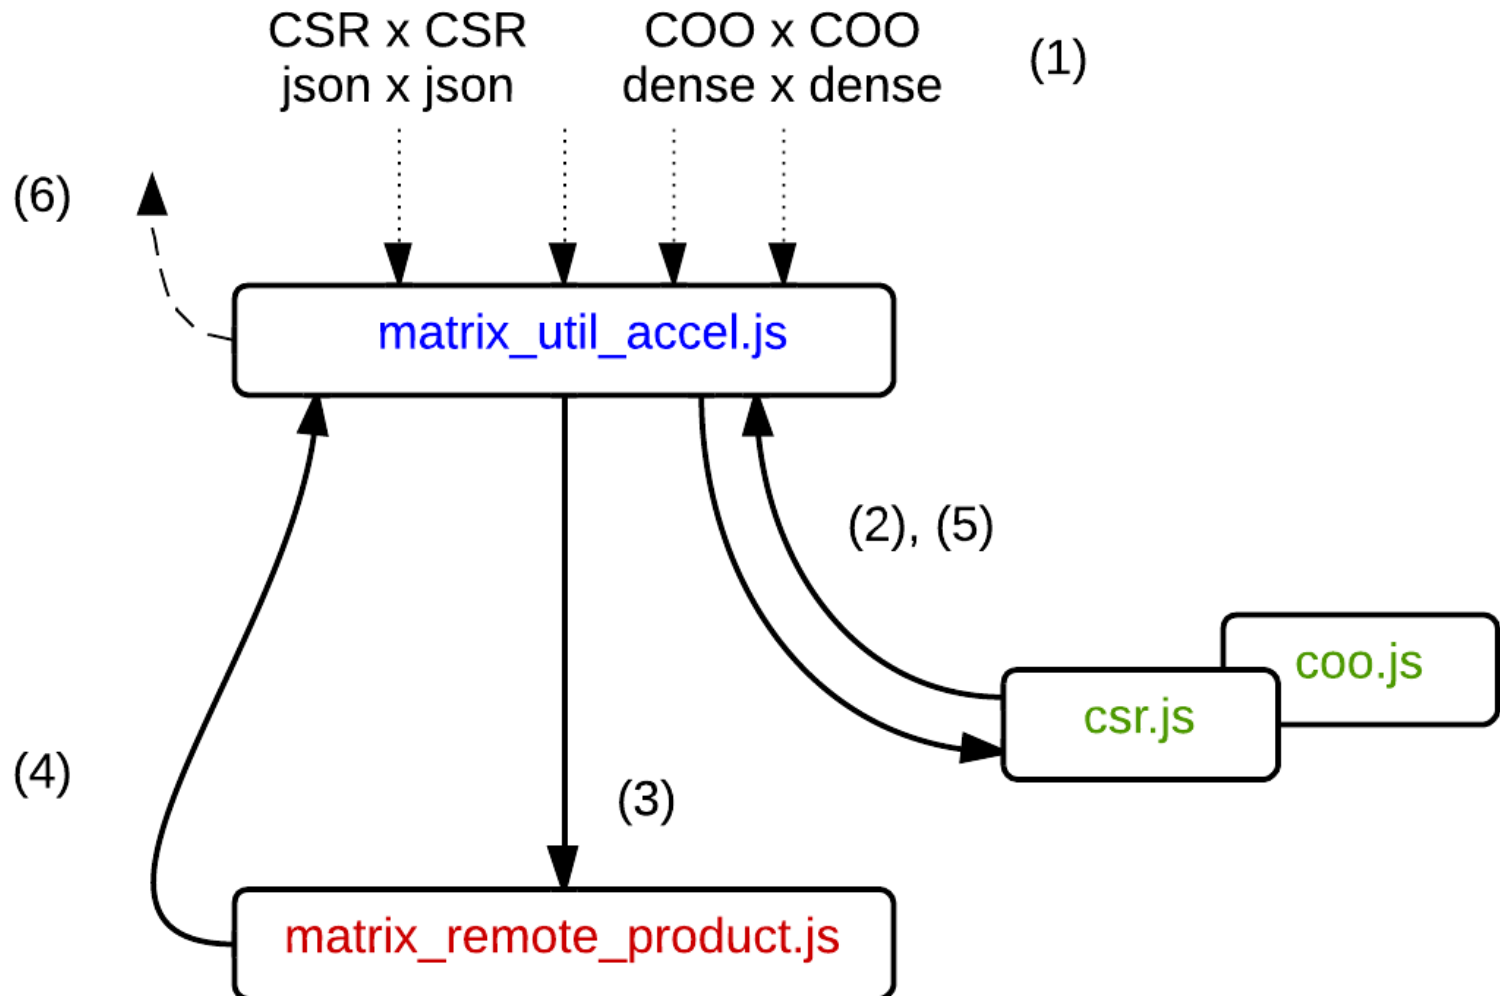 CSR x CSR
json x json
COO x COO
dense x dense
(1)
(6)
matrix_util_accel.js
(2), (5)
coo.js
csr.js
(4)
(3)
matrix_remote_product.js